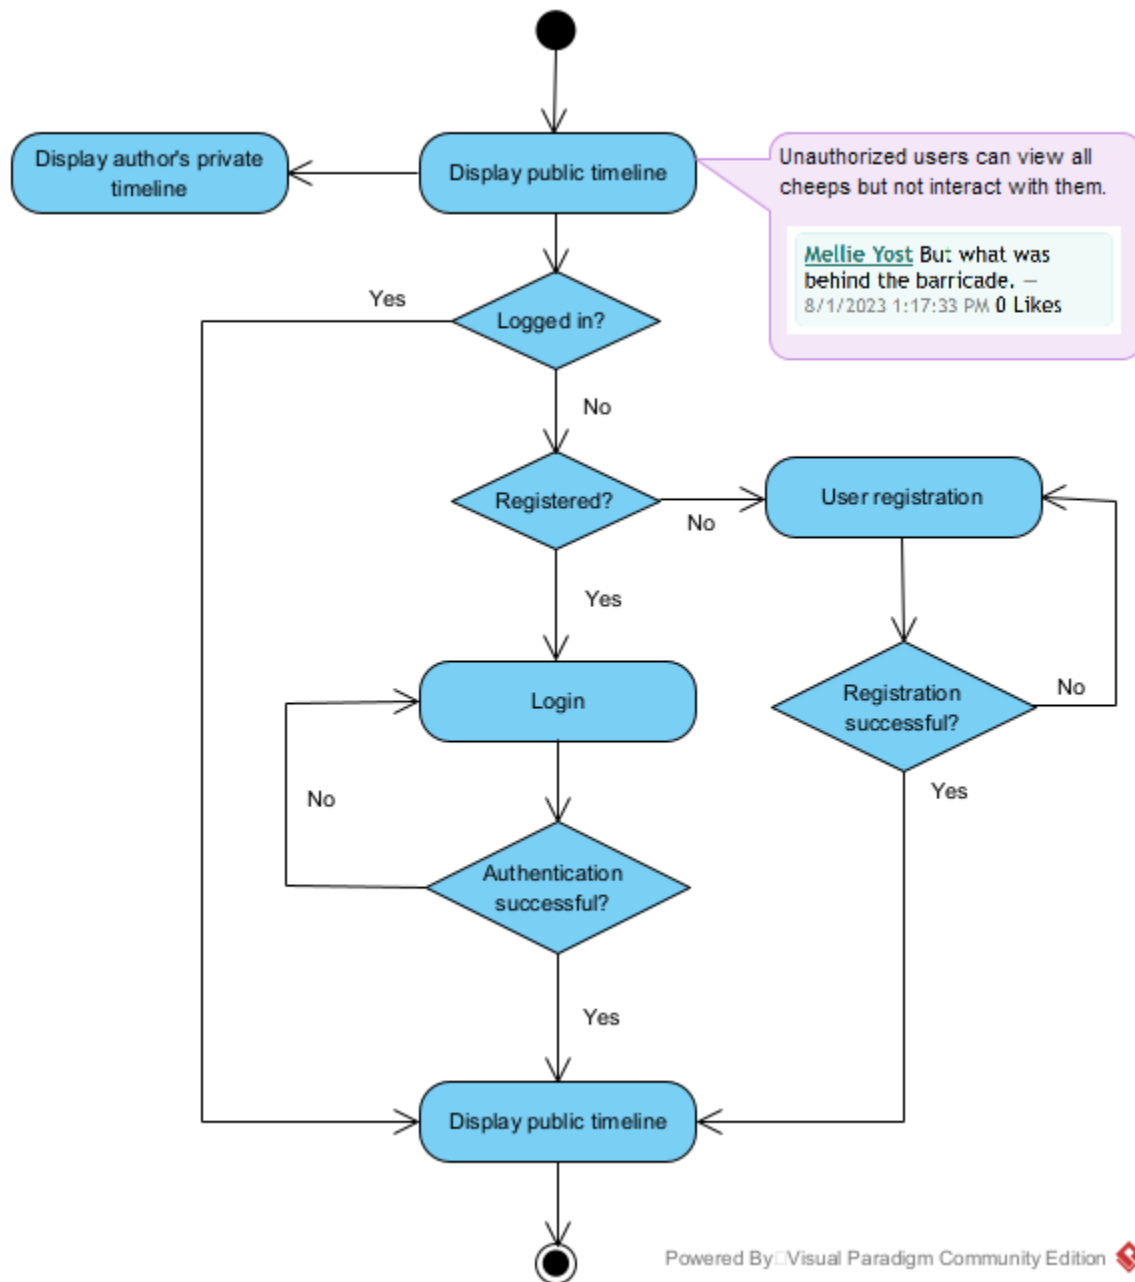 Display author's private
timeline
Display public timeline
Unauthorized users can view all
cheeps but not interact with them.
Mellie Yost But what was
behind the barricade. —
8/1/2023 1:17:33 PM 0 Likes
Yes
Logged in?
No
Registered?
No
User registration
Yes
Login
Registration
successful?
No
No
Yes
Authentication
successful?
Yes
Display public timeline
Powered By Visual Paradigm Community Edition